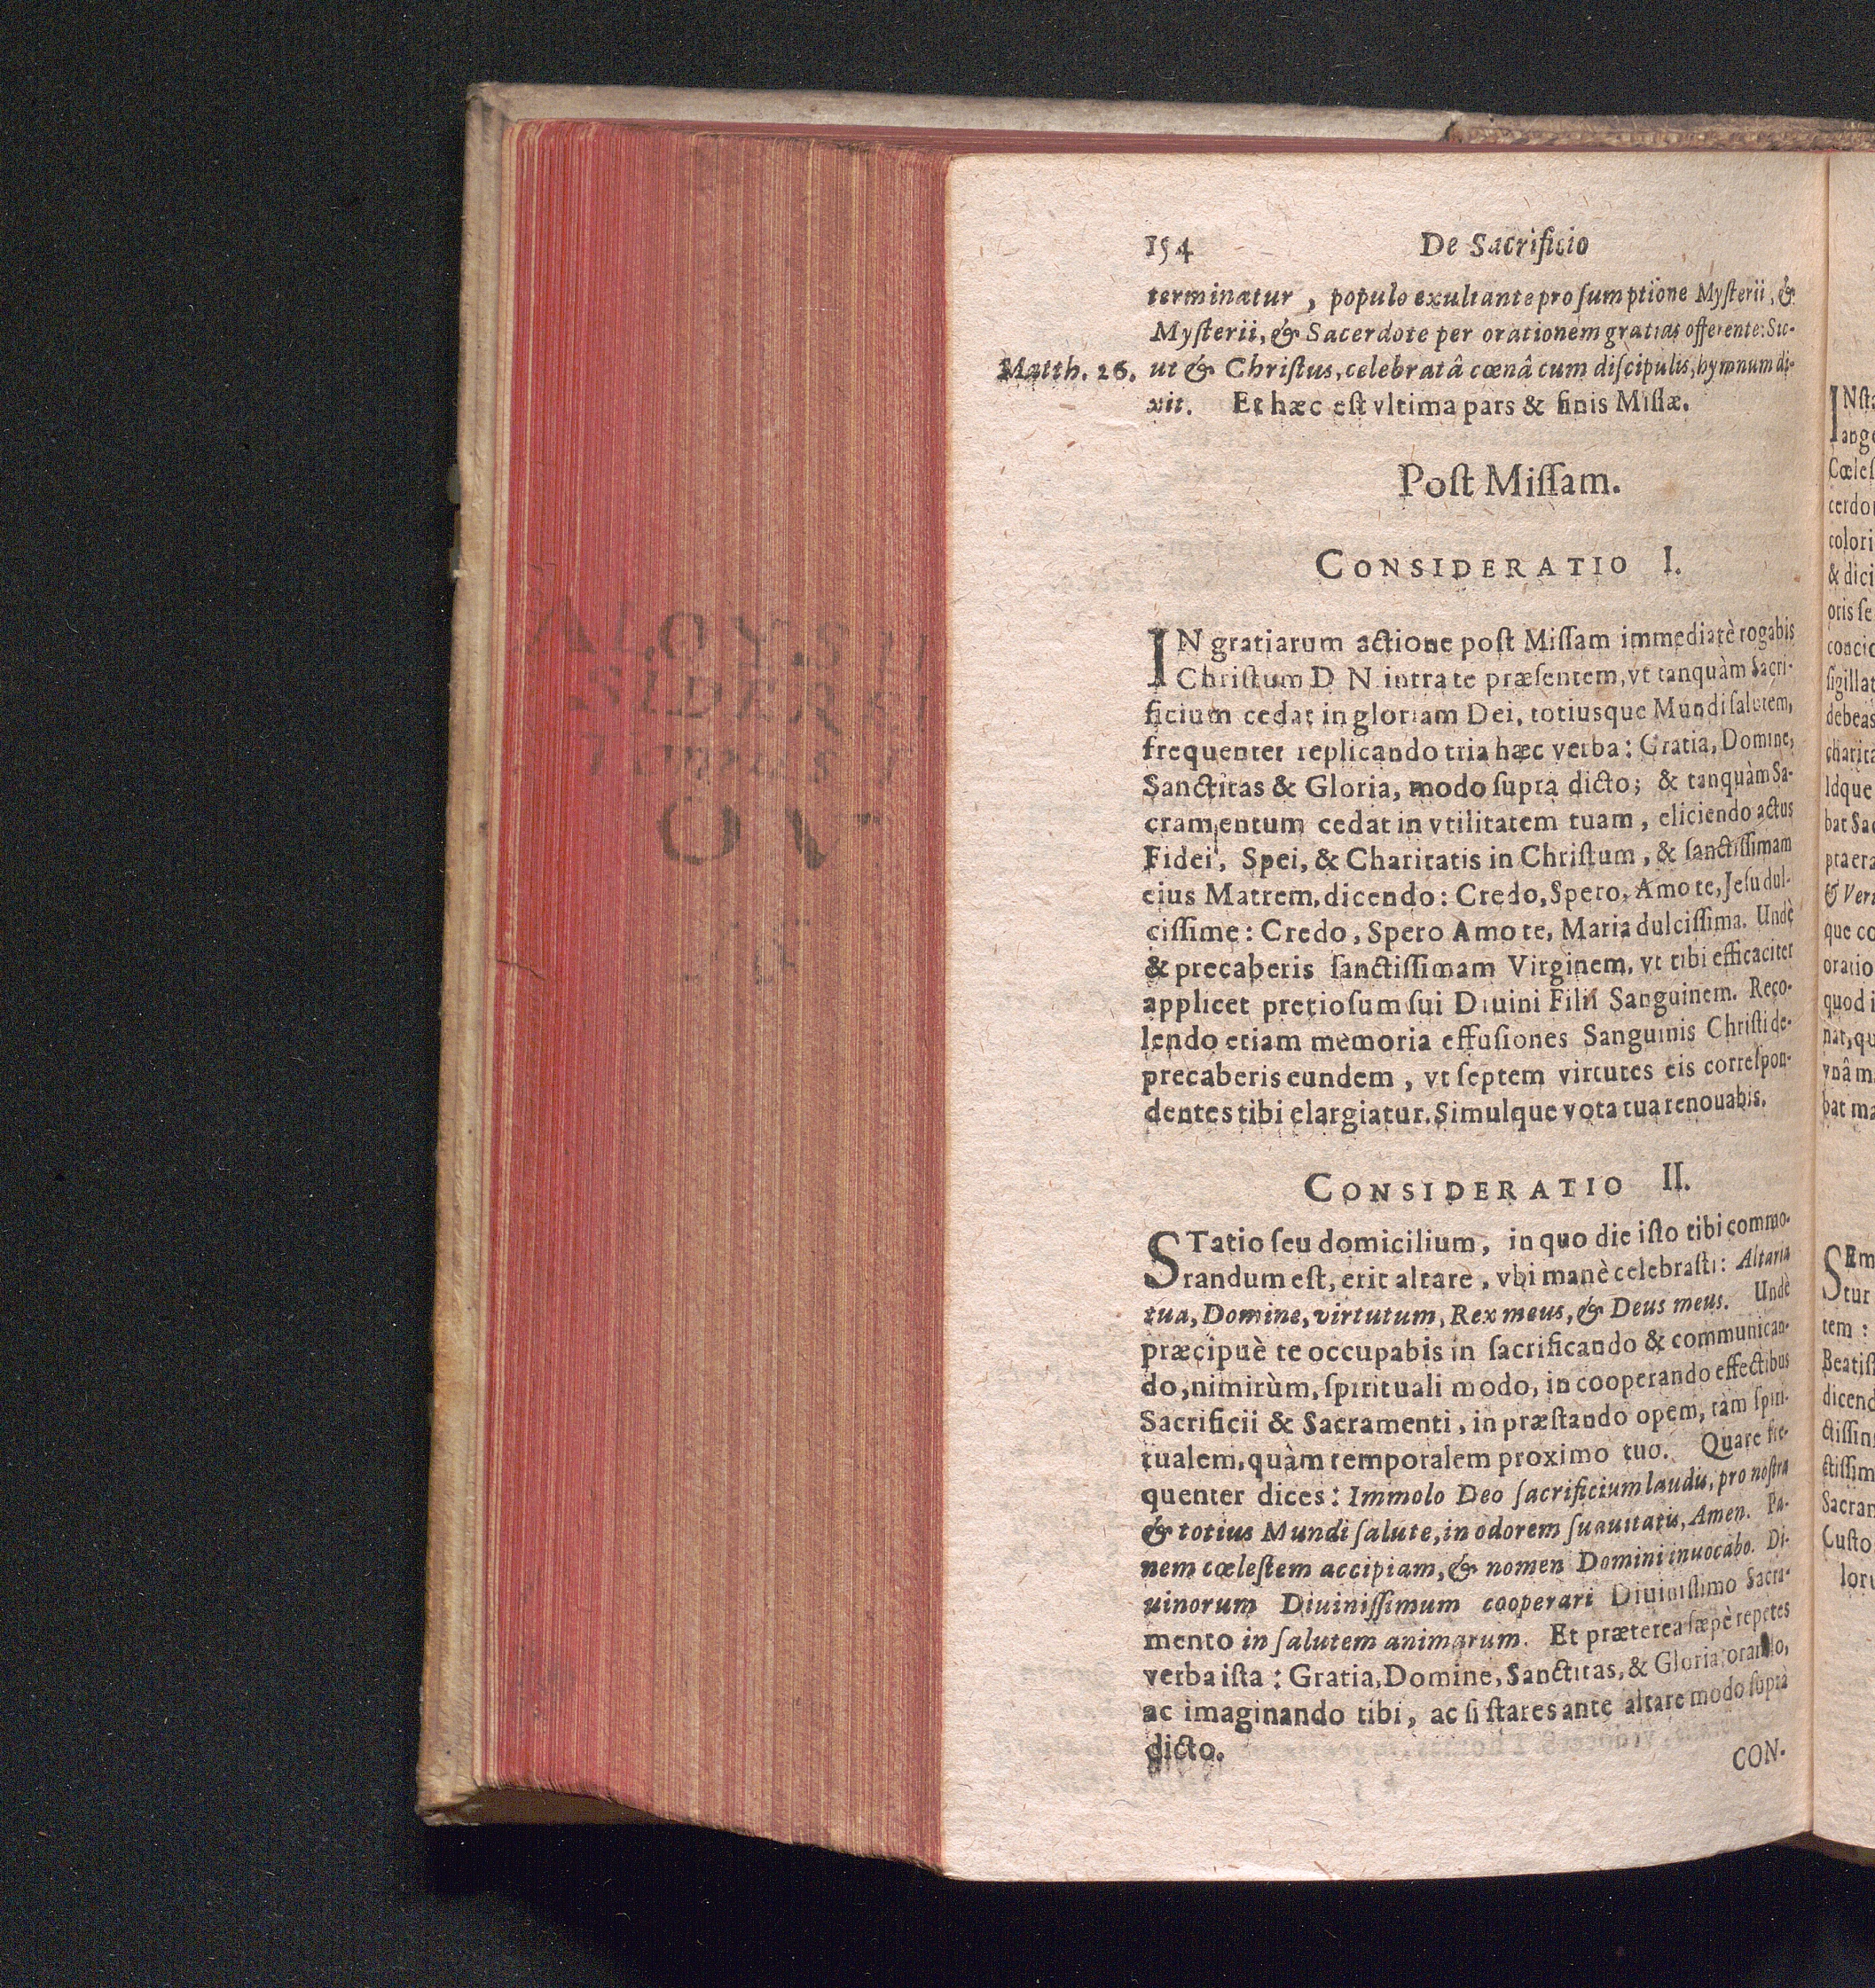 154 De Sacrificio
terminatur, populo exultante pro ſumptione Myſterii, &
Myſterii, & Sacerdote per orationem gratias offerente: Sic-
Matth. 26. ut & Chriſtus, celebratâ cœnâ cum diſcipulis, hymnum di-
xit. Et hæc eſt vltima pars & finis Miſſæ.
Poſt Miſſam.
CONSIDERATIO I.
IN gratiarum actione poſt Miſſam immediatè rogabis
Chriſtum D N. intra te præſentem, vt tanquàm Sacri-
ficium cedat in gloriam Dei, totiusque Mundi ſalutem,
frequenter replicando tria hæc verba: Gratia, Domine,
Sanctitas & Gloria, modo ſupra dicto; & tanquàm Sa-
cramentum cedat in vtilitatem tuam, eliciendo actus
Fidei, Spei, & Charitatis in Chriſtum, & ſanctiſſimam
eius Matrem, dicendo: Credo, Spero, Amo te, Jeſu dul-
ciſſime: Credo, Spero Amo te, Maria dulciſſima. Undè
& precaberis ſanctiſſimam Virginem, vt tibi efficaciter
applicet pretioſum ſui Diuini Filii Sanguinem. Reco-
lendo etiam memoria effuſiones Sanguinis Chriſti de-
precaberis eundem, vt ſeptem virtutes eis correſpon-
dentes tibi elargiatur. Simulque vota tua renouabis.
CONSIDERATIO II.
STatio ſeu domicilium, in quo die iſto tibi commo-
randum eſt, erit altare, vbi manè celebraſti: Altaria
tua, Domine, virtutum, Rex meus, & Deus meus. Undè
præcipuè te occupabis in ſacrificando & communican-
do, nimirùm, ſpirituali modo, in cooperando effectibus
Sacrificii & Sacramenti, in præſtando opem, tàm ſpiri-
tualem, quàm temporalem proximo tuo. Quare fre-
quenter dices: Immolo Deo ſacrificium laudis, pro noſtra
& totius Mundi ſalute, in odorem ſuauitatis, Amen. Pa-
nem cœleſtem accipiam, & nomen Domini inuocabo. Di-
uinorum Diuiniſſimum cooperari Diuiniſſimo Sacra-
mento in ſalutem animarum. Et præterea ſæpè repetes
verba iſta: Gratia, Domine, Sanctitas, & Gloria: orando,
ac imaginando tibi, ac ſi ſtares ante altare modo ſuprà
dicto.
CON-